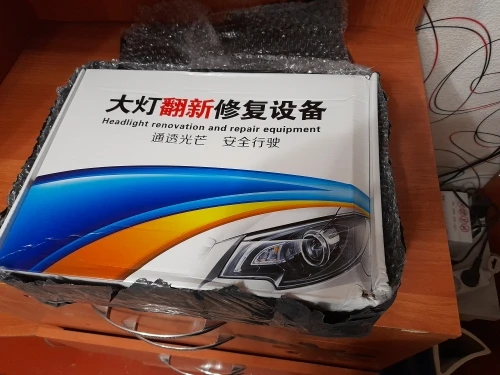 大灯翻新修复设备
Headlight renovation and repair equipment
通透光芒 安全行驶